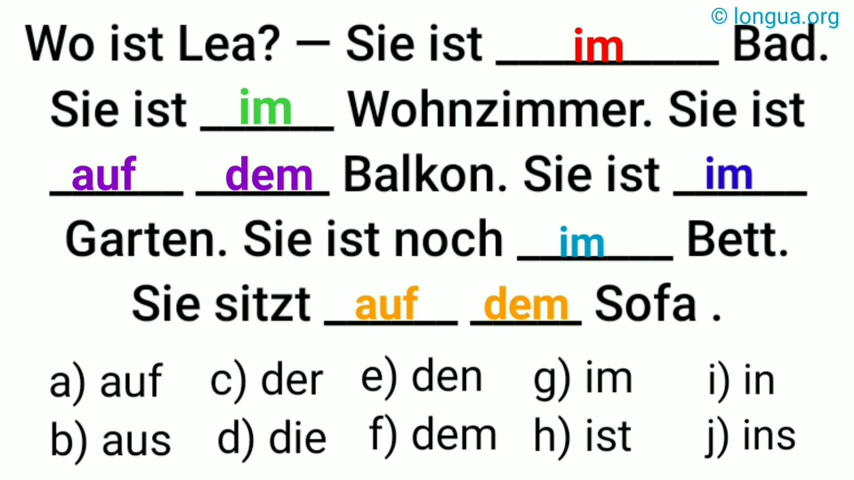 © longua.org
Wo ist Lea? — Sie ist im Bad.
Sie ist im Wohnzimmer. Sie ist
auf dem Balkon. Sie ist im
Garten. Sie ist noch im Bett.
Sie sitzt auf dem Sofa .
a) auf c) der e) den g) im i) in
b) aus d) die f) dem h) ist j) ins